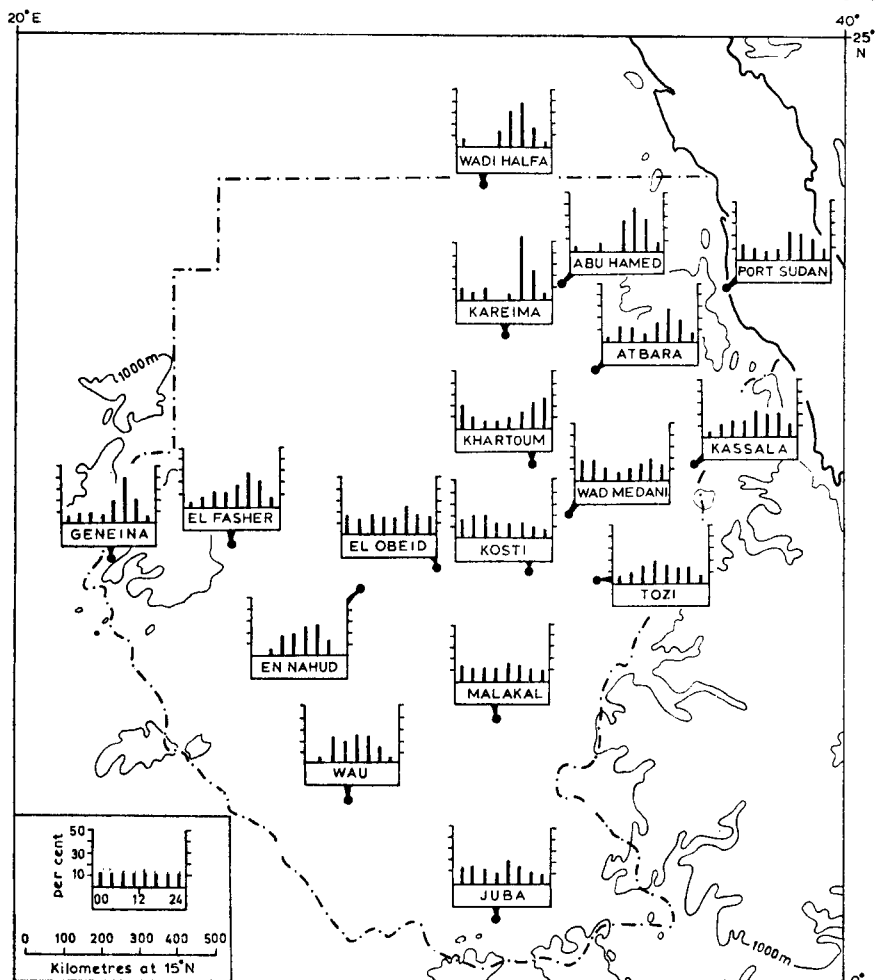 20°E
40°
25°
N
WADI HALFA
ABU HAMED
PORT SUDAN
KAREIMA
ATBARA
1000m
KHARTOUM
KASSALA
WAD MEDANI
GENEINA
EL FASHER
EL OBEID
KOSTI
TOZI
EN NAHUD
MALAKAL
WAU
50
30
10
per cent
00 12 24
JUBA
0 100 200 300 400 500
Kilometres at 15°N
1000m